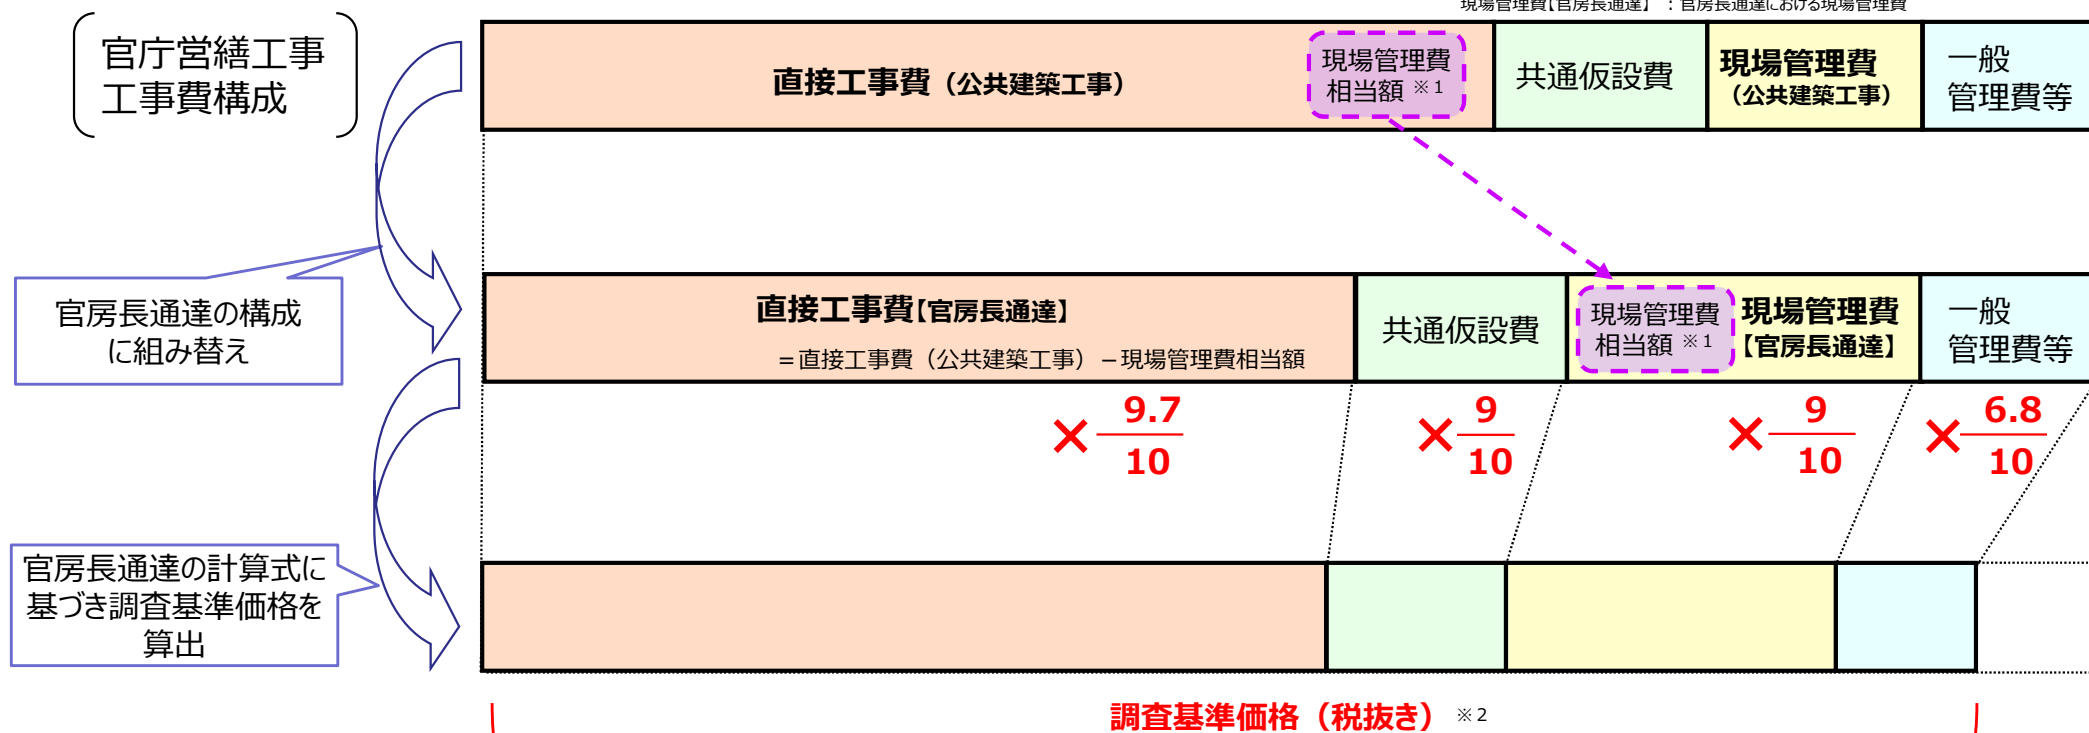 現場管理費【官房長通達】 ：官房長通達における現場管理費
官庁営繕工事
工事費構成
直接工事費（公共建築工事）
現場管理費
相当額 ※1
共通仮設費
現場管理費
（公共建築工事）
一般
管理費等
官房長通達の構成
に組み替え
直接工事費【官房長通達】
＝直接工事費（公共建築工事）－現場管理費相当額
共通仮設費
現場管理費
相当額 ※1
現場管理費
【官房長通達】
一般
管理費等
× 9.7/10
× 9/10
× 9/10
× 6.8/10
官房長通達の計算式に
基づき調査基準価格を
算出
調査基準価格（税抜き） ※2